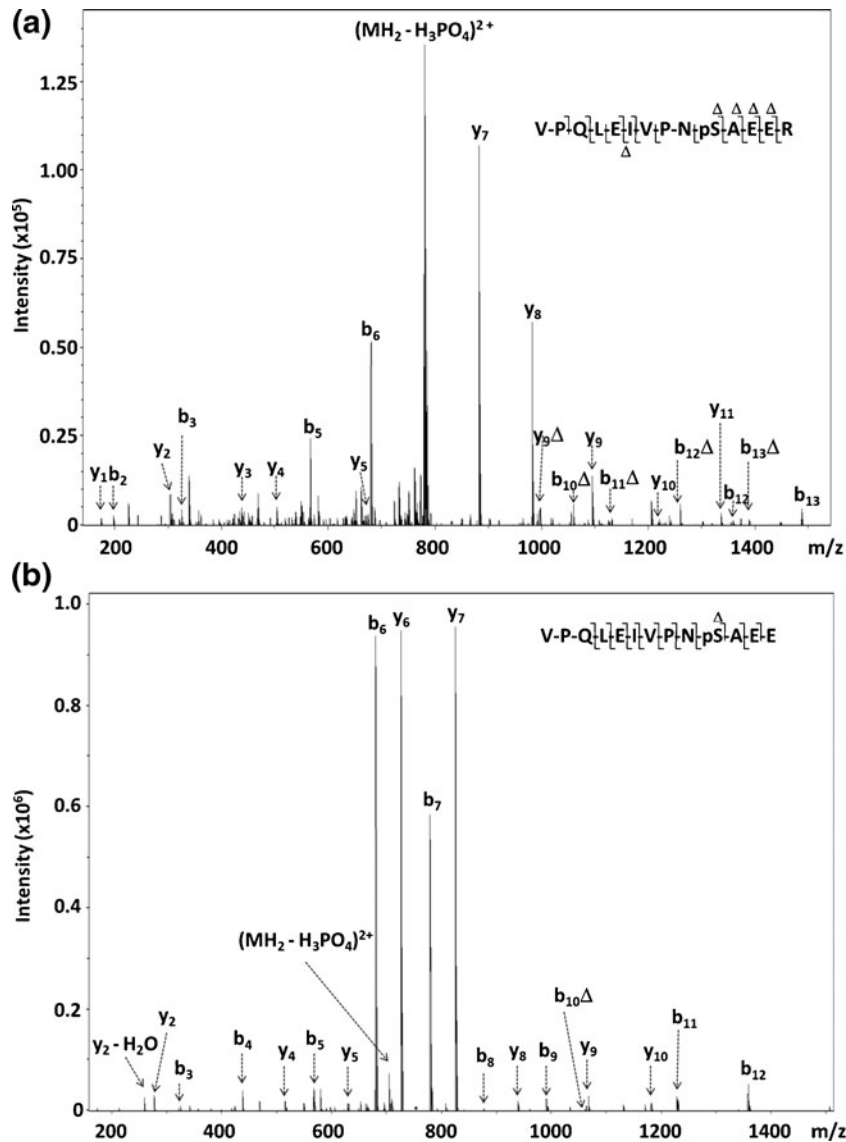 (a)
(MH₂ - H₃PO₄)²⁺
Δ Δ Δ Δ
V-P-Q-L-E-I-V-P-N-pS-A-E-E-R
Δ
Intensity (x10⁵)
1.25
1.00
0.75
0.50
0.25
0
y₁
b₂
y₂
b₃
y₃
y₄
b₅
y₅
b₆
y₇
y₈
y₉Δ
b₁₀Δ
y₉
b₁₁Δ
y₁₀
b₁₂Δ
y₁₁
b₁₂
b₁₃Δ
b₁₃
200 400 600 800 1000 1200 1400 m/z
(b)
Δ
V-P-Q-L-E-I-V-P-N-pS-A-E-E
Intensity (x10⁶)
1.0
0.8
0.6
0.4
0.2
0
y₂ - H₂O
y₂
b₃
b₄
y₄
b₅
y₅
b₆
y₆
(MH₂ - H₃PO₄)²⁺
b₇
y₇
b₈
y₈
b₉
b₁₀Δ
y₉
y₁₀
b₁₁
b₁₂
200 400 600 800 1000 1200 1400 m/z